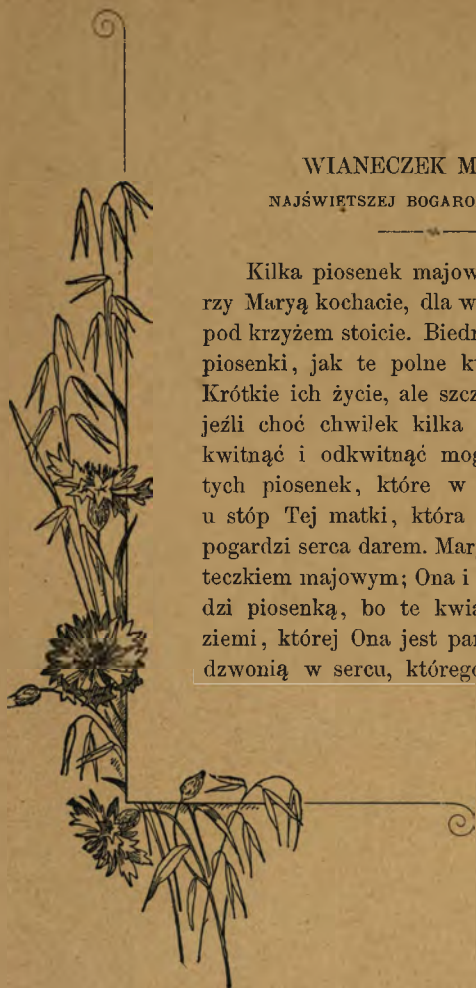 WIANECZEK M
NAJŚWIĘTSZEJ BOGARO
Kilka piosenek majow
rzy Maryą kochacie, dla w
pod krzyżem stoicie. Biedn
piosenki, jak te polne k
Krótkie ich życie, ale szcz
jeźli choć chwilek kilka
kwitnąć i odkwitnąć mog
tych piosenek, które w
u stóp Tej matki, która
pogardzi serca darem. Mar
teczkiem majowym; Ona i
dzi piosenką, bo te kwia
ziemi, której Ona jest pa
dzwonią w sercu, którego